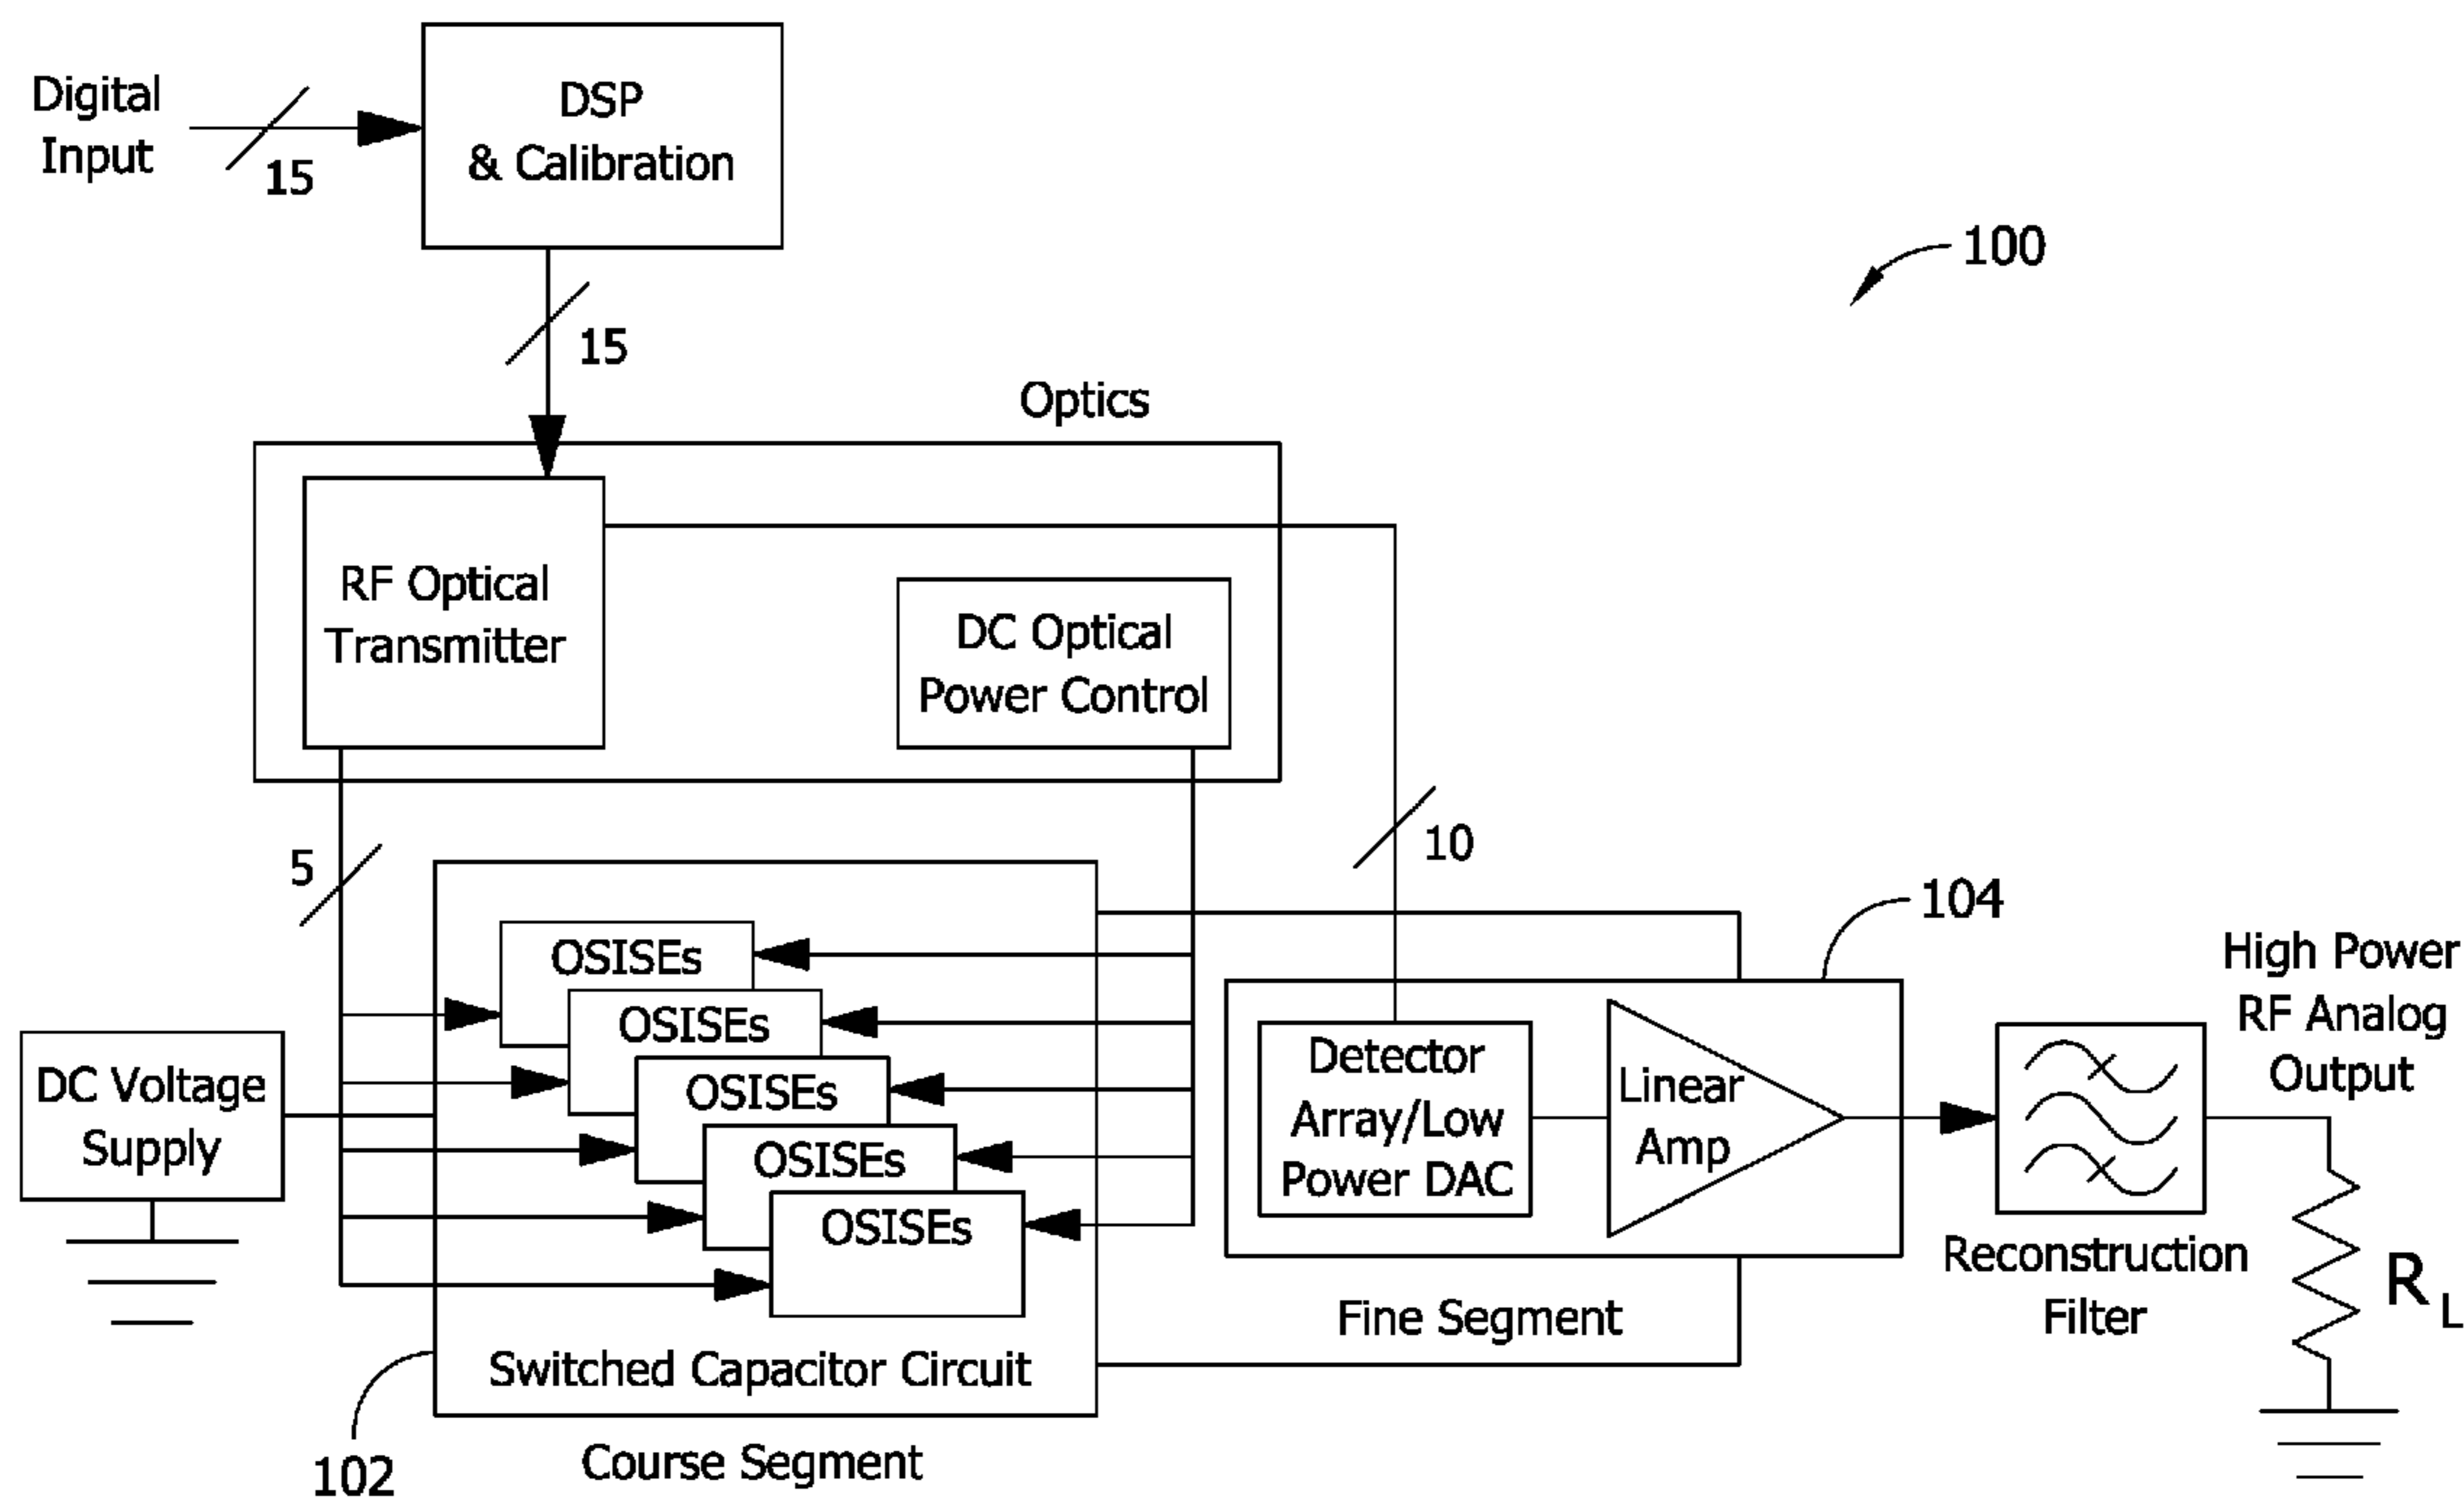 Digital
Input
15
DSP
& Calibration
15
100
Optics
RF Optical
Transmitter
DC Optical
Power Control
5
10
104
OSISEs
OSISEs
OSISEs
OSISEs
OSISEs
DC Voltage
Supply
Switched Capacitor Circuit
102
Course Segment
Detector
Array/Low
Power DAC
Linear
Amp
Fine Segment
High Power
RF Analog
Output
Reconstruction
Filter
R L